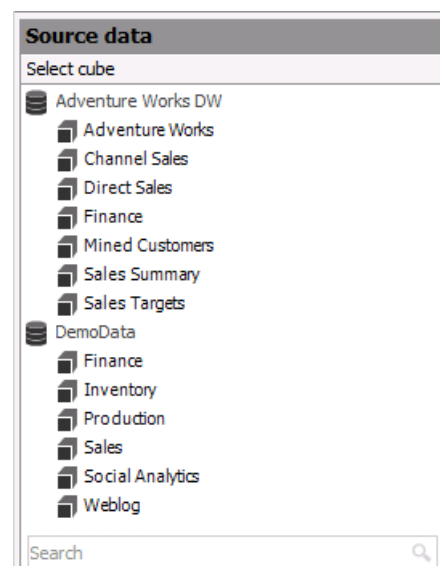 Source data
Select cube
Adventure Works DW
Adventure Works
Channel Sales
Direct Sales
Finance
Mined Customers
Sales Summary
Sales Targets
DemoData
Finance
Inventory
Production
Sales
Social Analytics
Weblog
Search